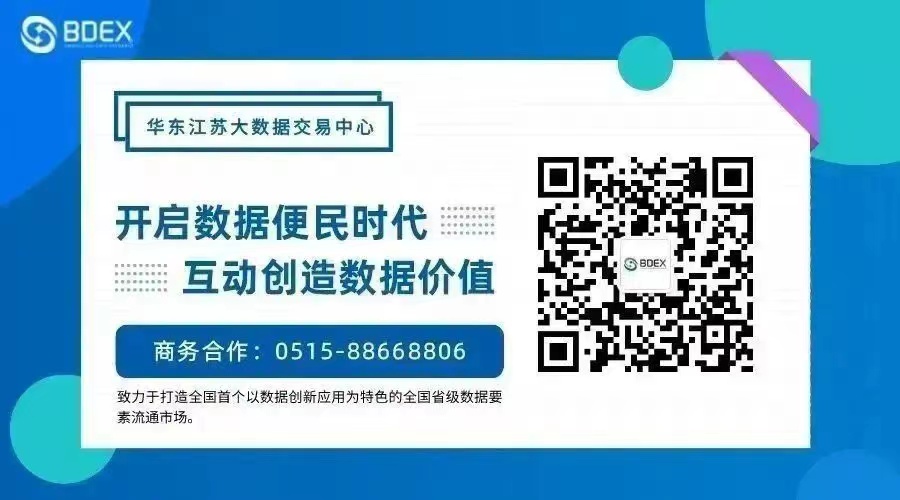 BDEX
华东江苏大数据交易中心
开启数据便民时代
互动创造数据价值
BDEX
商务合作：0515-88668806
致力于打造全国首个以数据创新应用为特色的全国省级数据要
素流通市场。